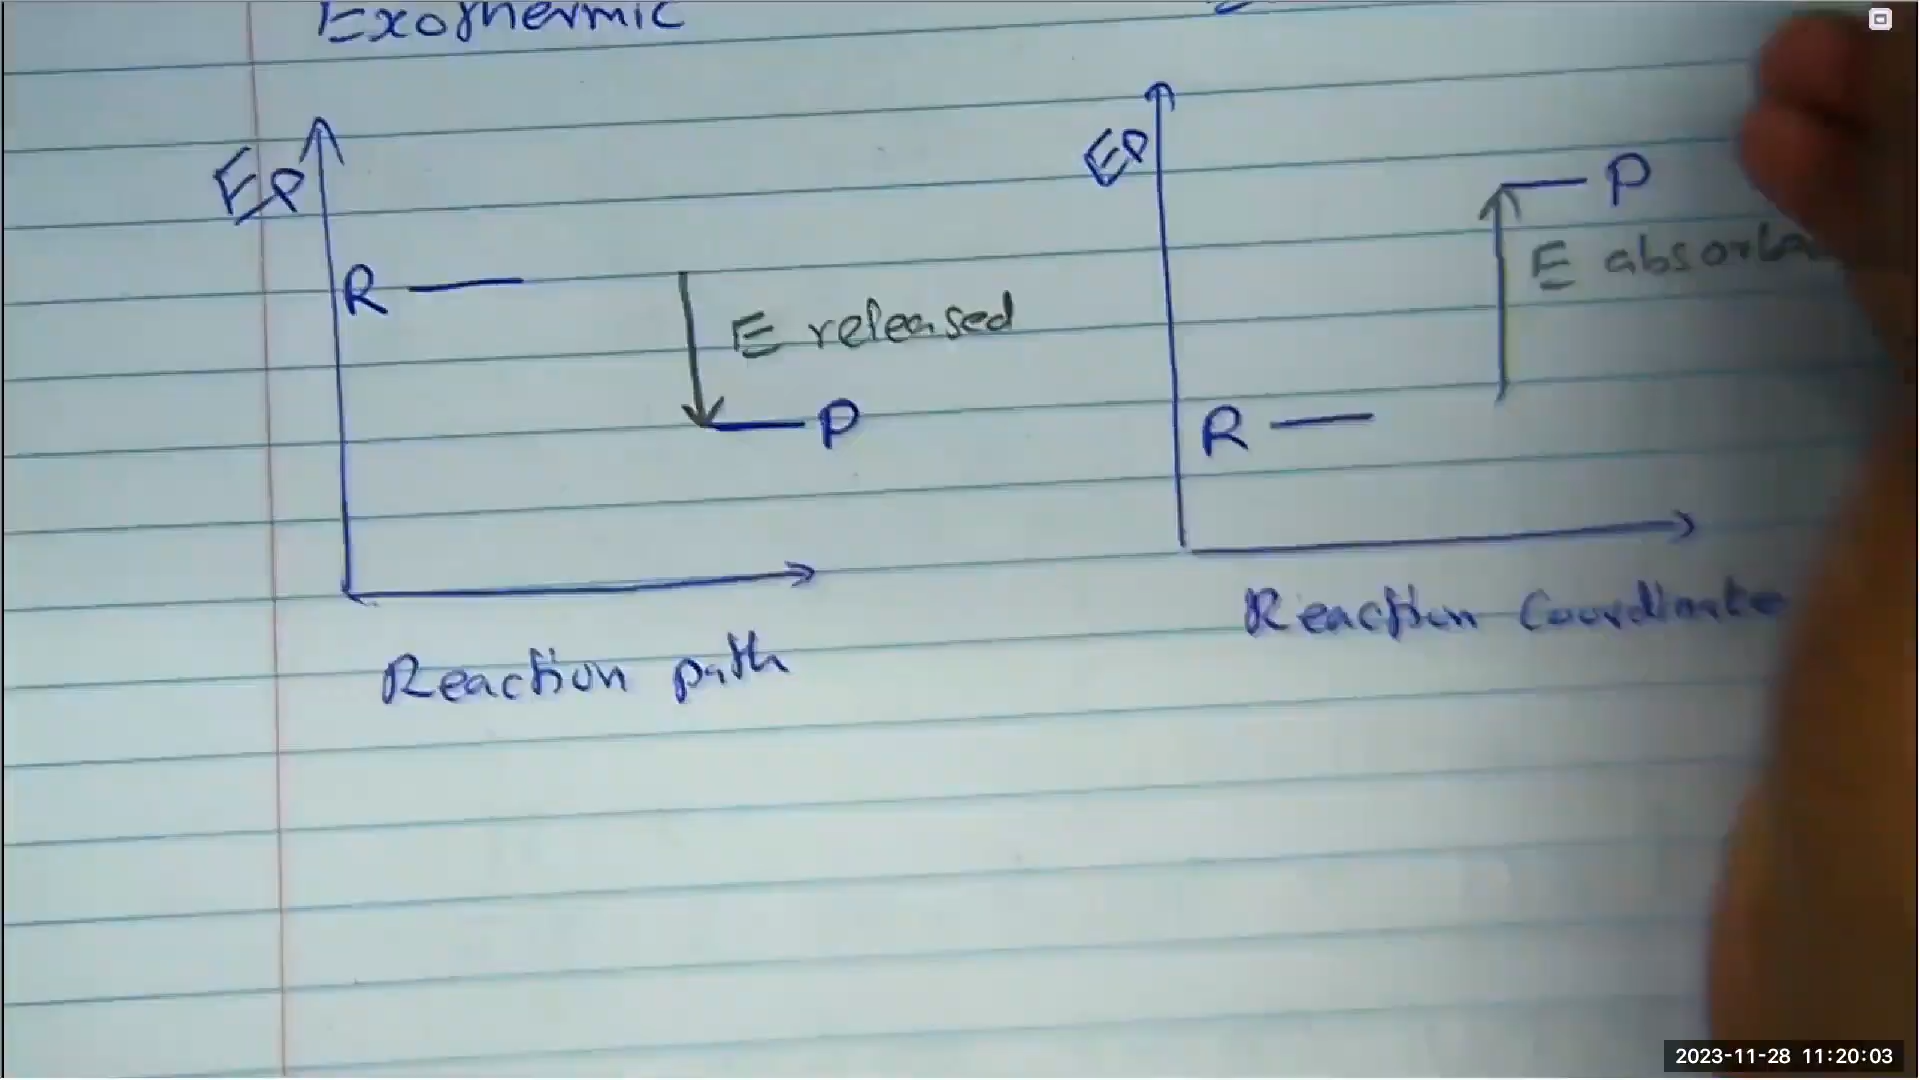 Exothermic
Ep
R
E released
P
Reaction path
Ep
P
E
R
Reaction Coordinate
2023-11-28 11:20:03